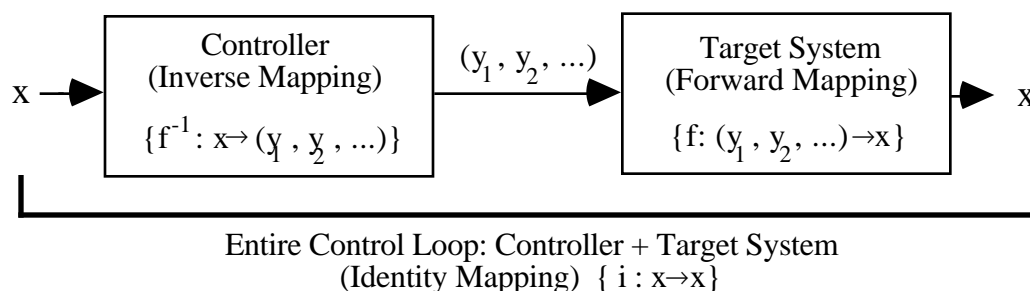 Controller
(Inverse Mapping)
{f⁻¹ : x→ (y₁ , y₂ , ...)}
(y₁ , y₂ , ...)
Target System
(Forward Mapping)
{f: (y₁ , y₂ , ...)→x}
x
x
Entire Control Loop: Controller + Target System
(Identity Mapping) { i : x→x}